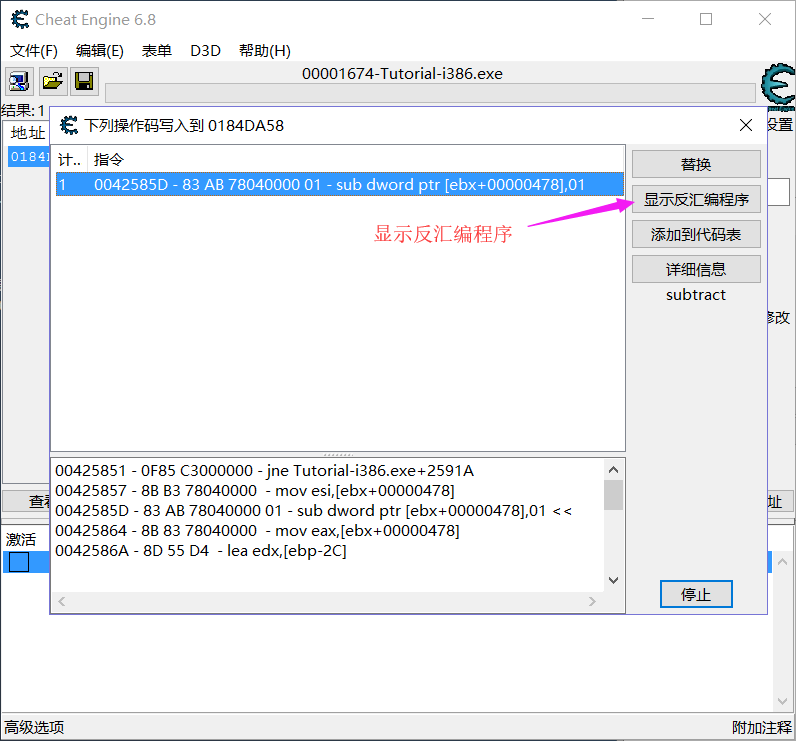 Cheat Engine 6.8
文件(F) 编辑(E) 表单 D3D 帮助(H)
00001674-Tutorial-i386.exe
结果: 1
设置
地址
0184
下列操作码写入到 0184DA58
计.. 指令
1 0042585D - 83 AB 78040000 01 - sub dword ptr [ebx+00000478],01
替换
显示反汇编程序
添加到代码表
详细信息
subtract
显示反汇编程序
修改
00425851 - 0F85 C3000000 - jne Tutorial-i386.exe+2591A
00425857 - 8B B3 78040000 - mov esi,[ebx+00000478]
0042585D - 83 AB 78040000 01 - sub dword ptr [ebx+00000478],01 <<
00425864 - 8B 83 78040000 - mov eax,[ebx+00000478]
0042586A - 8D 55 D4 - lea edx,[ebp-2C]
停止
查看
址
激活
高级选项
附加注释